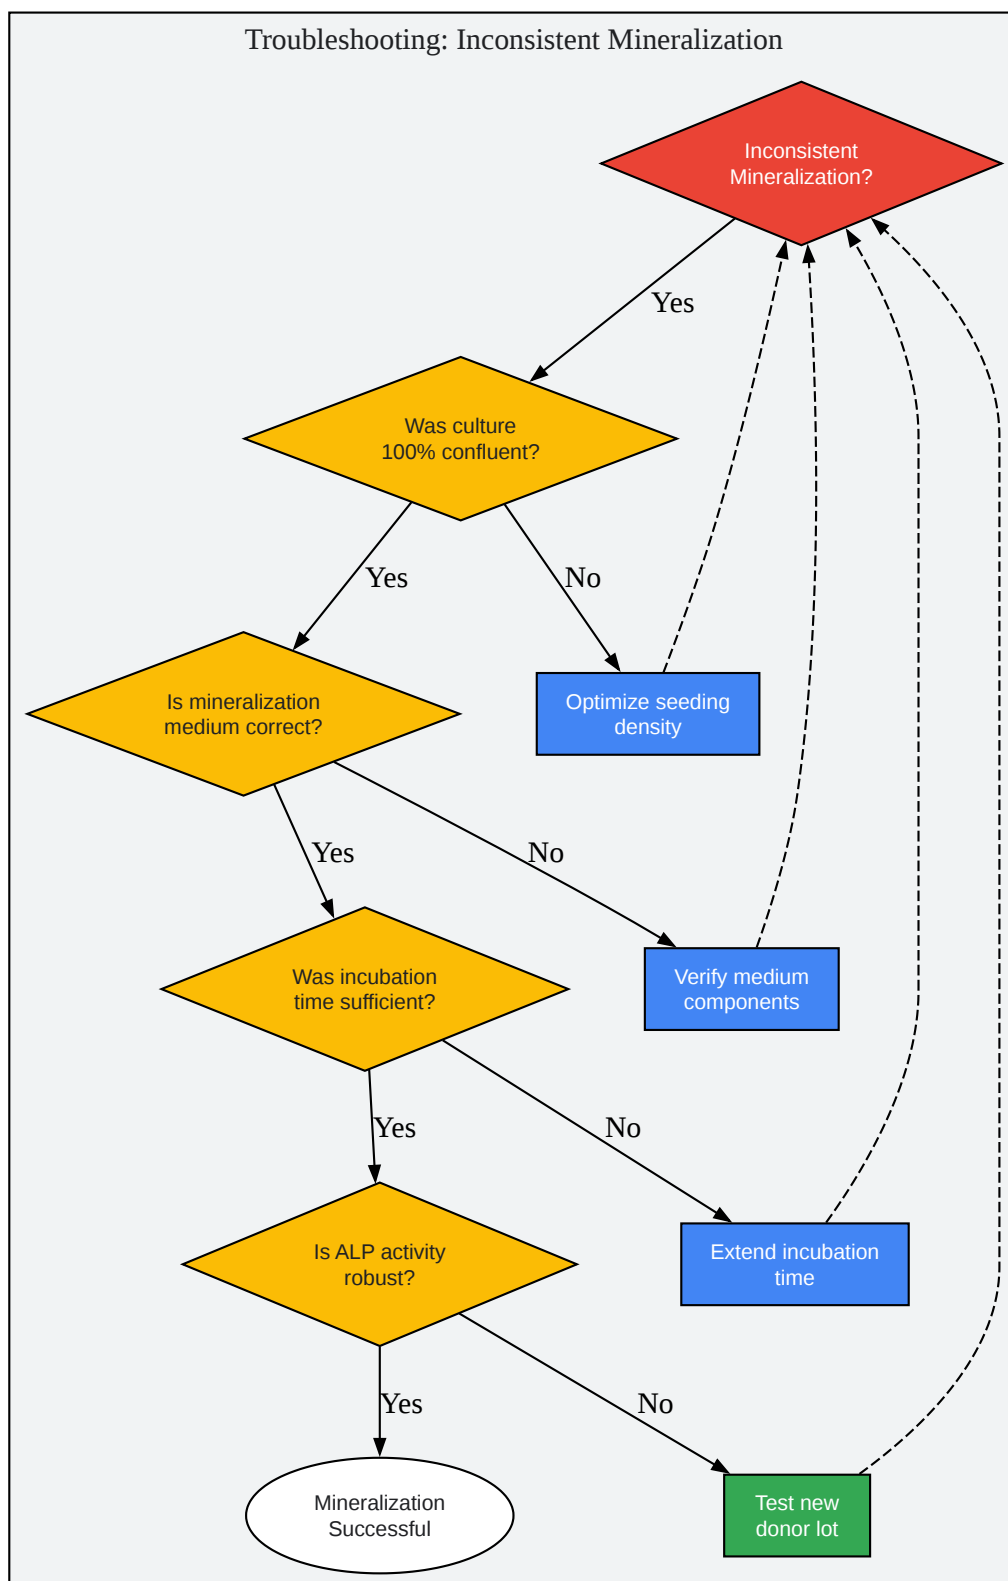 Troubleshooting: Inconsistent Mineralization
Inconsistent
Mineralization?
Yes
Was culture
100% confluent?
Yes
No
Is mineralization
medium correct?
Optimize seeding
density
Yes
No
Was incubation
time sufficient?
Verify medium
components
Yes
No
Is ALP activity
robust?
Extend incubation
time
Yes
No
Mineralization
Successful
Test new
donor lot